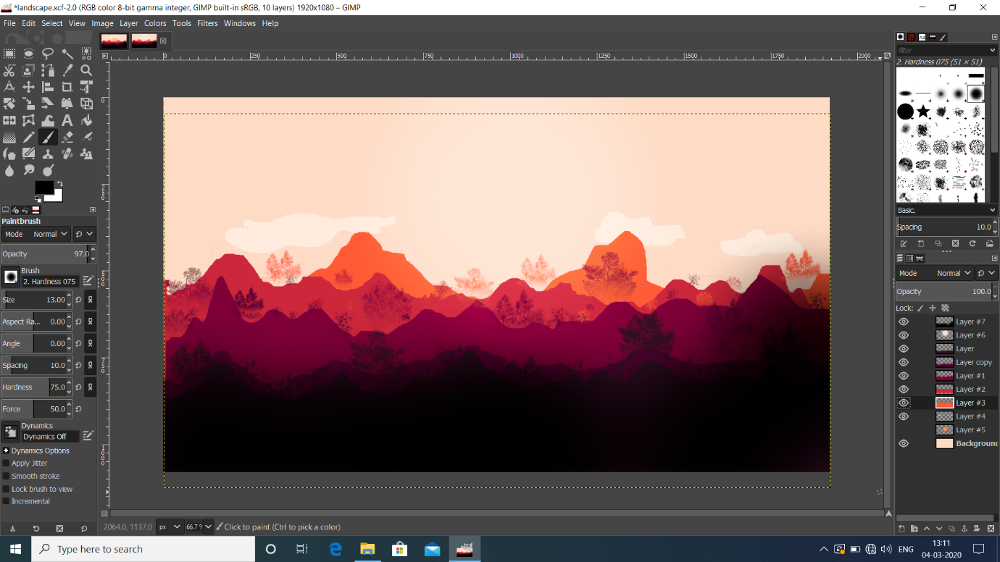 *landscape.xcf-2.0 (RGB color 8-bit gamma integer, GIMP built-in sRGB, 10 layers) 1920x1080 – GIMP
File Edit Select View Image Layer Colors Tools Filters Windows Help
0 250 500 750 1000 1250 1500 1750 2000
0
250
500
750
1000
Paintbrush
Mode Normal
Opacity 97.0
Brush
2. Hardness 075
Size 13.00
Aspect Ra... 0.00
Angle 0.00
Spacing 10.0
Hardness 75.0
Force 50.0
Dynamics
Dynamics Off
Dynamics Options
Apply Jitter
Smooth stroke
Lock brush to view
Incremental
Aa
filter
2. Hardness 075 (51 × 51)
Basic,
Spacing 10.0
Mode Normal
Opacity 100.0
Lock:
Layer #7
Layer #6
Layer
Layer copy
Layer #1
Layer #2
Layer #3
Layer #4
Layer #5
Background
2064.0, 1137.0 px 66.7 % Click to paint (Ctrl to pick a color)
Type here to search
ENG
13:11
04-03-2020